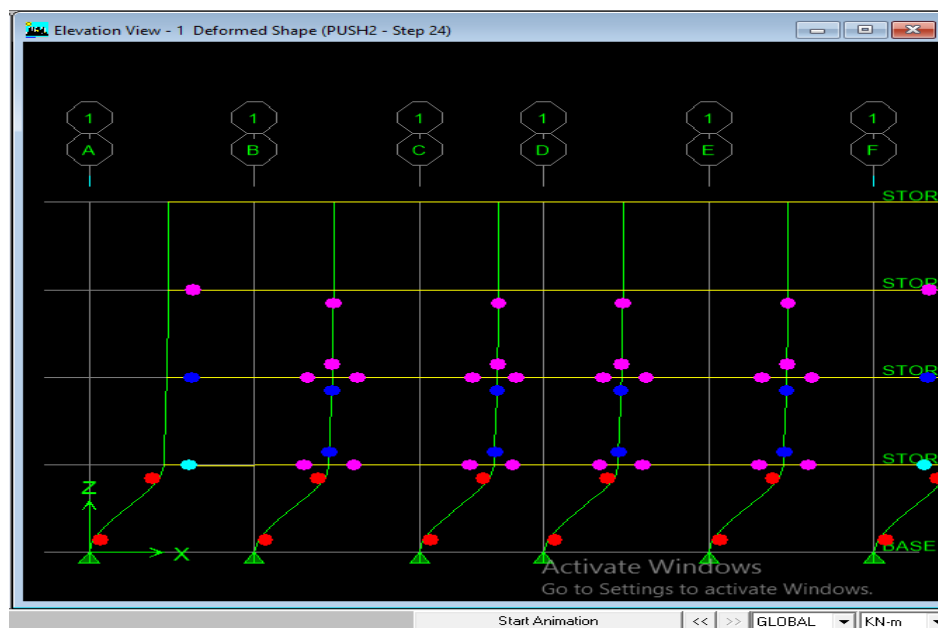 Elevation View - 1 Deformed Shape (PUSH2 - Step 24)
1 1 1 1 1 1
A B C D E F
STOR
STOR
STOR
STOR
Z
X
BASE
Activate Windows
Go to Settings to activate Windows.
Start Animation << >> GLOBAL KN-m